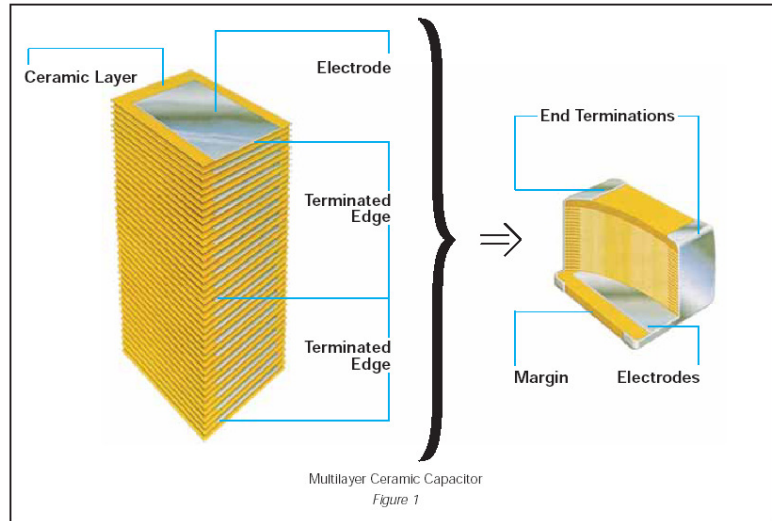 Ceramic Layer
Electrode
Terminated
Edge
Terminated
Edge
End Terminations
Margin
Electrodes
Multilayer Ceramic Capacitor
Figure 1